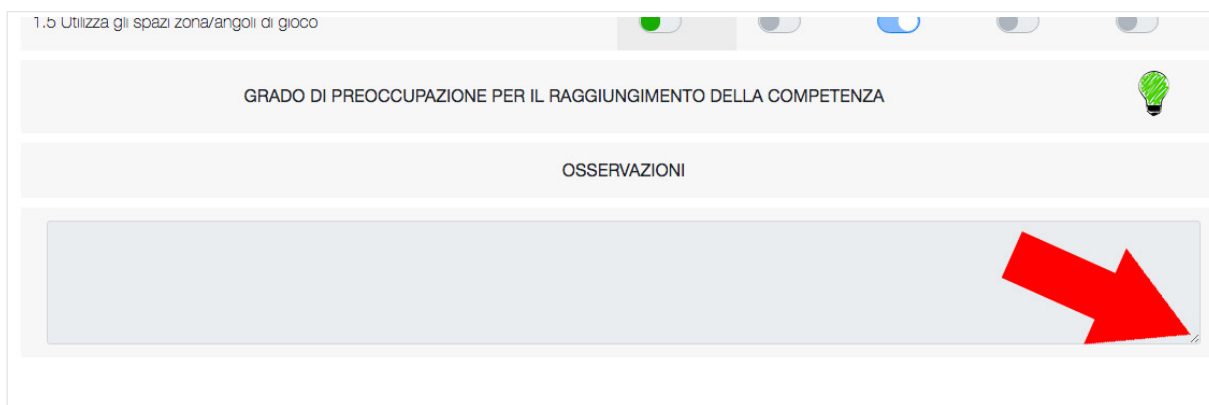 1.5 Utilizza gli spazi zona/angoli di gioco
GRADO DI PREOCCUPAZIONE PER IL RAGGIUNGIMENTO DELLA COMPETENZA
OSSERVAZIONI